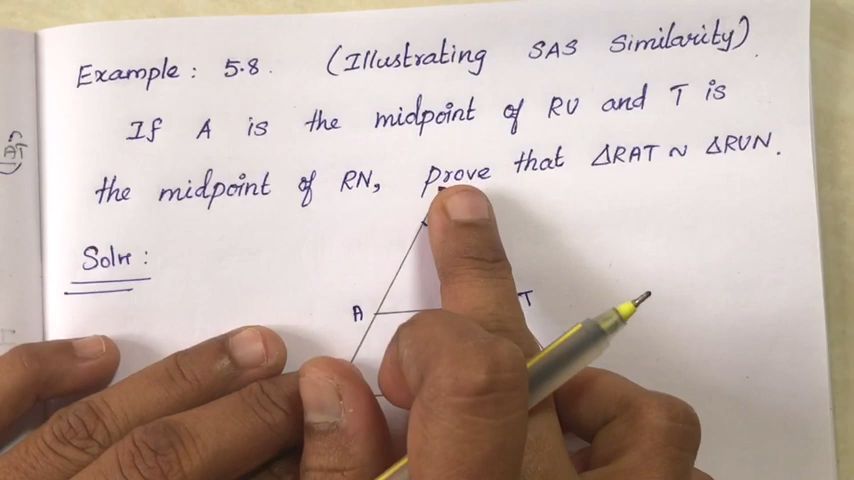 Example : 5.8. (Illustrating SAS Similarity).
If A is the midpoint of RU and T is
the midpoint of RN, prove that ΔRAT ~ ΔRUN.
Soln :
A
T
AT